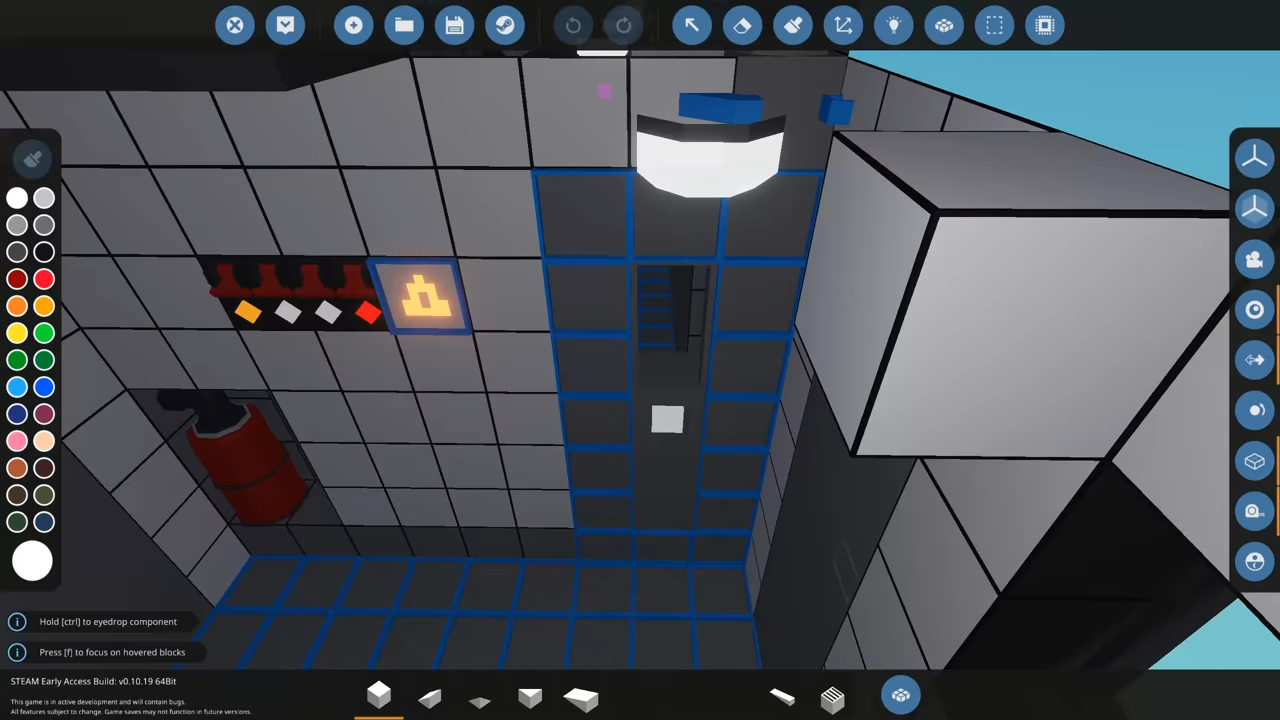 Hold [ctrl] to eyedrop component
Press [f] to focus on hovered blocks
STEAM Early Access Build: v0.10.19 64Bit
This game is in active development and will contain bugs.
All features subject to change. Game saves may not function in future versions.